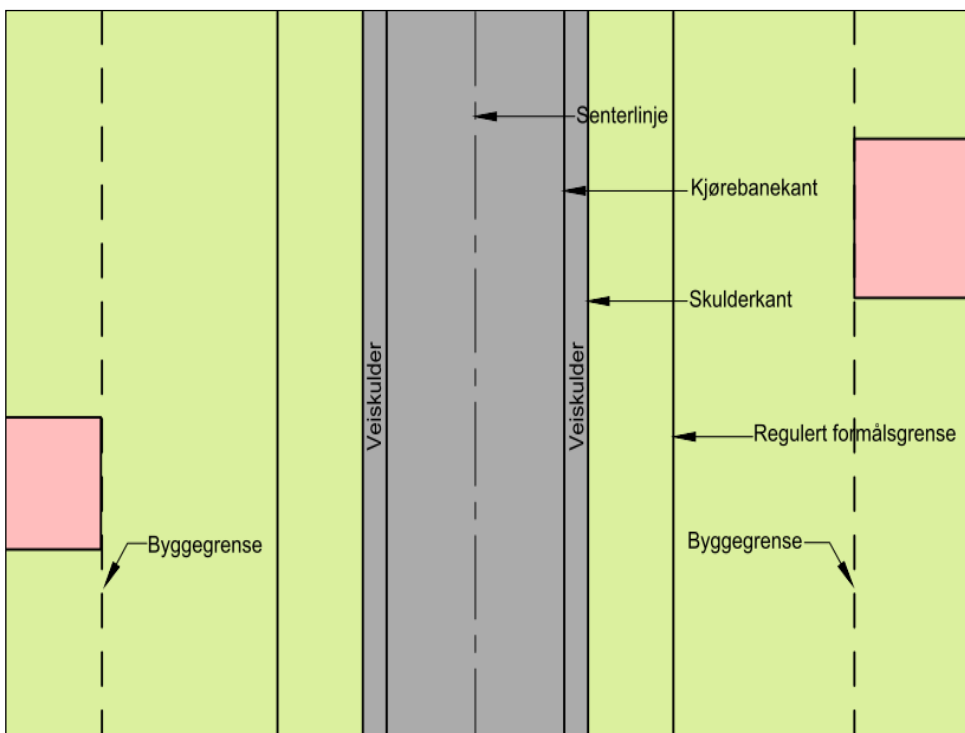 Senterlinje
Kjørebanekant
Skulderkant
Veiskulder
Veiskulder
Regulert formålsgrense
Byggegrense
Byggegrense